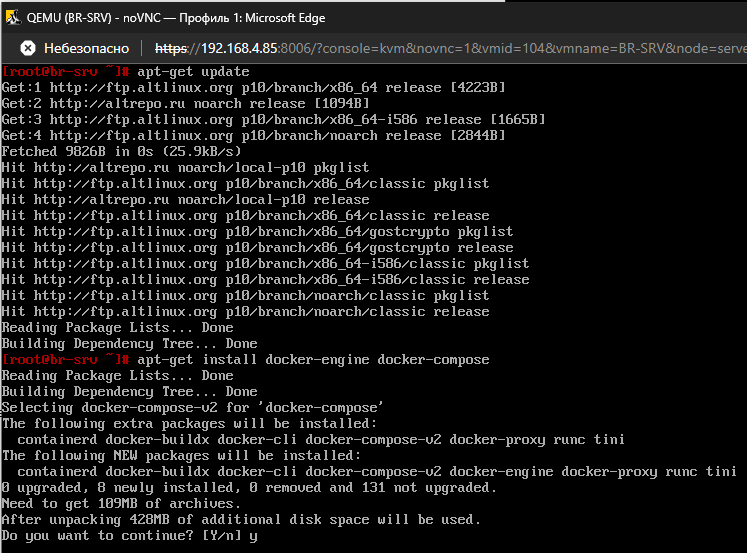 QEMU (BR-SRV) - noVNC — Профиль 1: Microsoft Edge
Небезопасно https://192.168.4.85:8006/?console=kvm&novnc=1&vmid=104&vmname=BR-SRV&node=serve
[root@br-srv ~]# apt-get update
Get:1 http://ftp.altlinux.org p10/branch/x86_64 release [4223B]
Get:2 http://altrepo.ru noarch release [1094B]
Get:3 http://ftp.altlinux.org p10/branch/x86_64-i586 release [1665B]
Get:4 http://ftp.altlinux.org p10/branch/noarch release [2844B]
Fetched 9826B in 0s (25.9kB/s)
Hit http://altrepo.ru noarch/local-p10 pkglist
Hit http://ftp.altlinux.org p10/branch/x86_64/classic pkglist
Hit http://altrepo.ru noarch/local-p10 release
Hit http://ftp.altlinux.org p10/branch/x86_64/classic release
Hit http://ftp.altlinux.org p10/branch/x86_64/gostcrypto pkglist
Hit http://ftp.altlinux.org p10/branch/x86_64/gostcrypto release
Hit http://ftp.altlinux.org p10/branch/x86_64-i586/classic pkglist
Hit http://ftp.altlinux.org p10/branch/x86_64-i586/classic release
Hit http://ftp.altlinux.org p10/branch/noarch/classic pkglist
Hit http://ftp.altlinux.org p10/branch/noarch/classic release
Reading Package Lists... Done
Building Dependency Tree... Done
[root@br-srv ~]# apt-get install docker-engine docker-compose
Reading Package Lists... Done
Building Dependency Tree... Done
Selecting docker-compose-v2 for 'docker-compose'
The following extra packages will be installed:
containerd docker-buildx docker-cli docker-compose-v2 docker-proxy runc tini
The following NEW packages will be installed:
containerd docker-buildx docker-cli docker-compose-v2 docker-engine docker-proxy runc tini
0 upgraded, 8 newly installed, 0 removed and 131 not upgraded.
Need to get 109MB of archives.
After unpacking 428MB of additional disk space will be used.
Do you want to continue? [Y/n] y